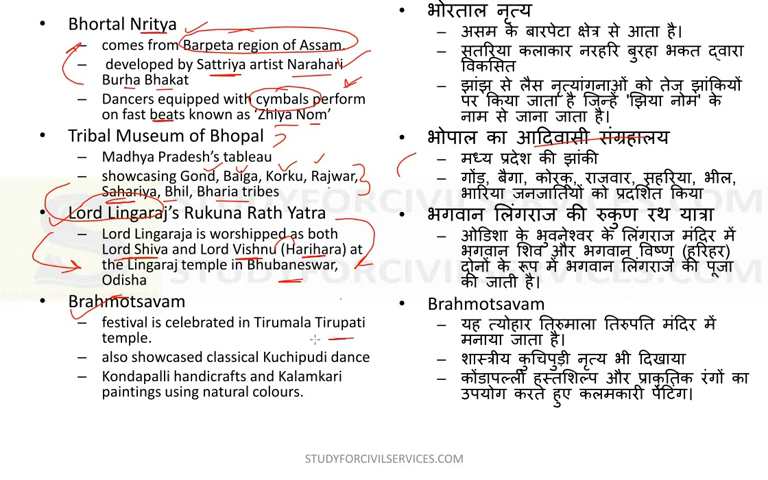 • Bhortal Nritya
– comes from Barpeta region of Assam.
– developed by Sattriya artist Narahari
Burha Bhakat
– Dancers equipped with cymbals perform
on fast beats known as ‘Zhiya Nom’
• Tribal Museum of Bhopal
– Madhya Pradesh’s tableau
– showcasing Gond, Baiga, Korku, Rajwar,
Sahariya, Bhil, Bharia tribes
• Lord Lingaraj’s Rukuna Rath Yatra
– Lord Lingaraja is worshipped as both
Lord Shiva and Lord Vishnu (Harihara) at
the Lingaraj temple in Bhubaneswar,
Odisha
• Brahmotsavam
– festival is celebrated in Tirumala Tirupati
temple.
– also showcased classical Kuchipudi dance
– Kondapalli handicrafts and Kalamkari
paintings using natural colours.
• भोरताल नृत्य
– असम के बारपेटा क्षेत्र से आता है।
– सतरिया कलाकार नरहरि बुरहा भकत द्वारा
विकसित
– झांझ से लैस नृत्यांगनाओं को तेज झांकियों
पर किया जाता है जिन्हें 'झिया नोम' के
नाम से जाना जाता है।
• भोपाल का आदिवासी संग्रहालय
– मध्य प्रदेश की झांकी
– गोंड, बैगा, कोरकू, राजवार, सहरिया, भील,
भारिया जनजातियों को प्रदर्शित किया
• भगवान लिंगराज की रुकुण रथ यात्रा
– ओडिशा के भुवनेश्वर के लिंगराज मंदिर में
भगवान शिव और भगवान विष्णु (हरिहर)
दोनों के रूप में भगवान लिंगराज की पूजा
की जाती है।
• Brahmotsavam
– यह त्योहार तिरुमाला तिरुपति मंदिर में
मनाया जाता है।
– शास्त्रीय कुचिपुड़ी नृत्य भी दिखाया
– कोंडापल्ली हस्तशिल्प और प्राकृतिक रंगों का
उपयोग करते हुए कलमकारी पेंटिंग।
STUDYFORCIVILSERVICES.COM